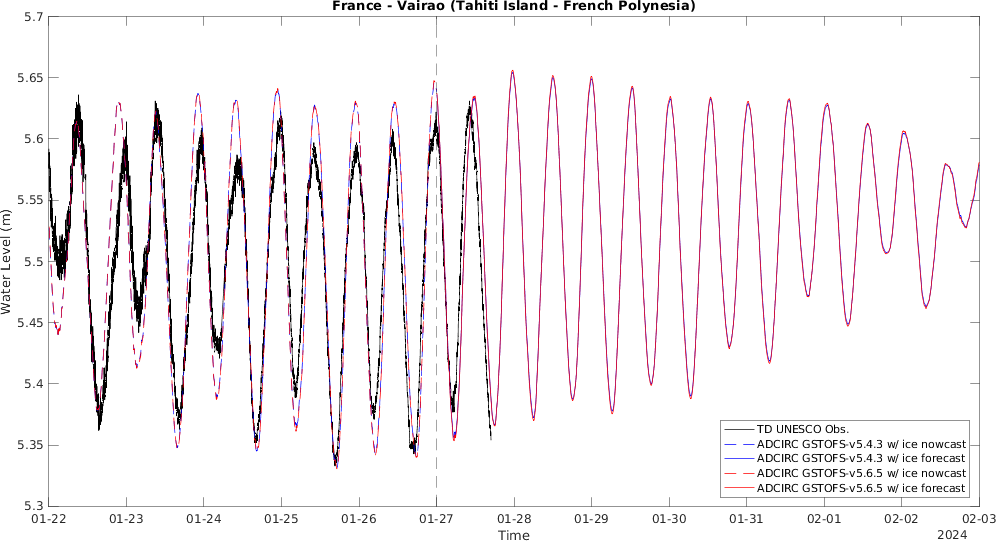 France - Vairao (Tahiti Island - French Polynesia)
5.7
5.65
5.6
5.55
5.5
5.45
5.4
5.35
5.3
Water Level (m)
TD UNESCO Obs.
ADCIRC GSTOFS-v5.4.3 w/ ice nowcast
ADCIRC GSTOFS-v5.4.3 w/ ice forecast
ADCIRC GSTOFS-v5.6.5 w/ ice nowcast
ADCIRC GSTOFS-v5.6.5 w/ ice forecast
01-22 01-23 01-24 01-25 01-26 01-27 01-28 01-29 01-30 01-31 02-01 02-02 02-03
Time
2024